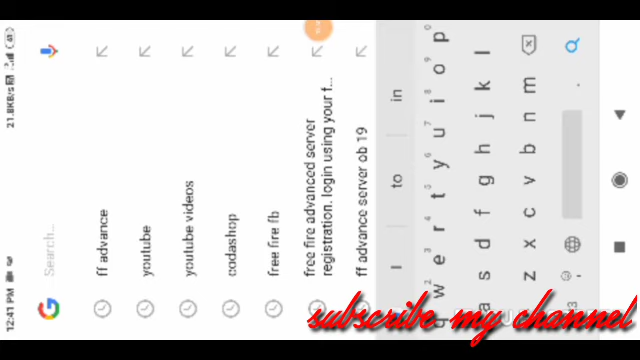 12:41 PM
21.8KB/s
Search...
ff advance
youtube
youtube videos
codashop
free fire fb
free fire advanced server
registration. login using your f...
ff advance server ob 19
I to in
q w e r t y u i o p
a s d f g h j k l
z x c v b n m
subscribe my channel